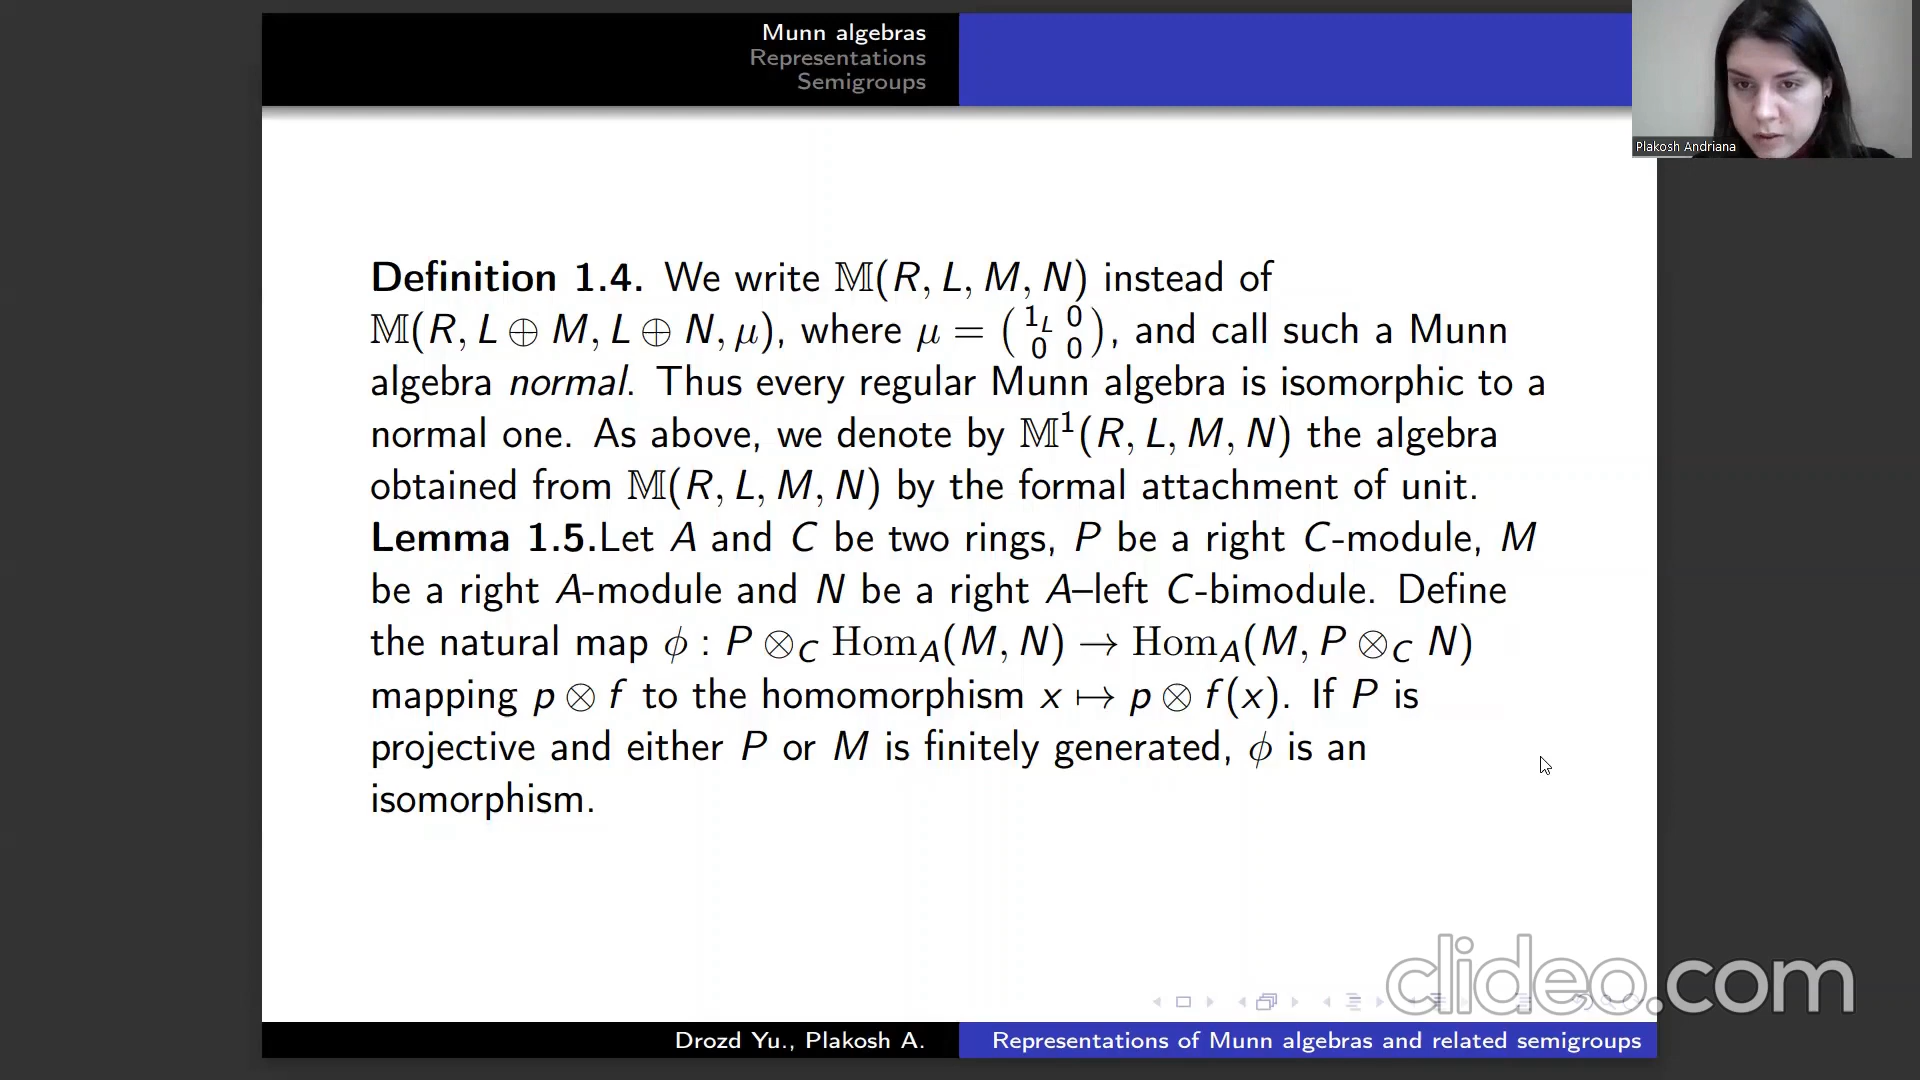 Munn algebras
Representations
Semigroups
Plakosh Andriana
Definition 1.4. We write 𝕄(R, L, M, N) instead of
𝕄(R, L ⊕ M, L ⊕ N, μ), where μ = (1_L 0 0 0), and call such a Munn
algebra normal. Thus every regular Munn algebra is isomorphic to a
normal one. As above, we denote by 𝕄¹(R, L, M, N) the algebra
obtained from 𝕄(R, L, M, N) by the formal attachment of unit.
Lemma 1.5.Let A and C be two rings, P be a right C-module, M
be a right A-module and N be a right A–left C-bimodule. Define
the natural map ϕ : P ⊗_C Hom_A(M, N) → Hom_A(M, P ⊗_C N)
mapping p ⊗ f to the homomorphism x ↦ p ⊗ f(x). If P is
projective and either P or M is finitely generated, ϕ is an
isomorphism.
clideo.com
Drozd Yu., Plakosh A.
Representations of Munn algebras and related semigroups